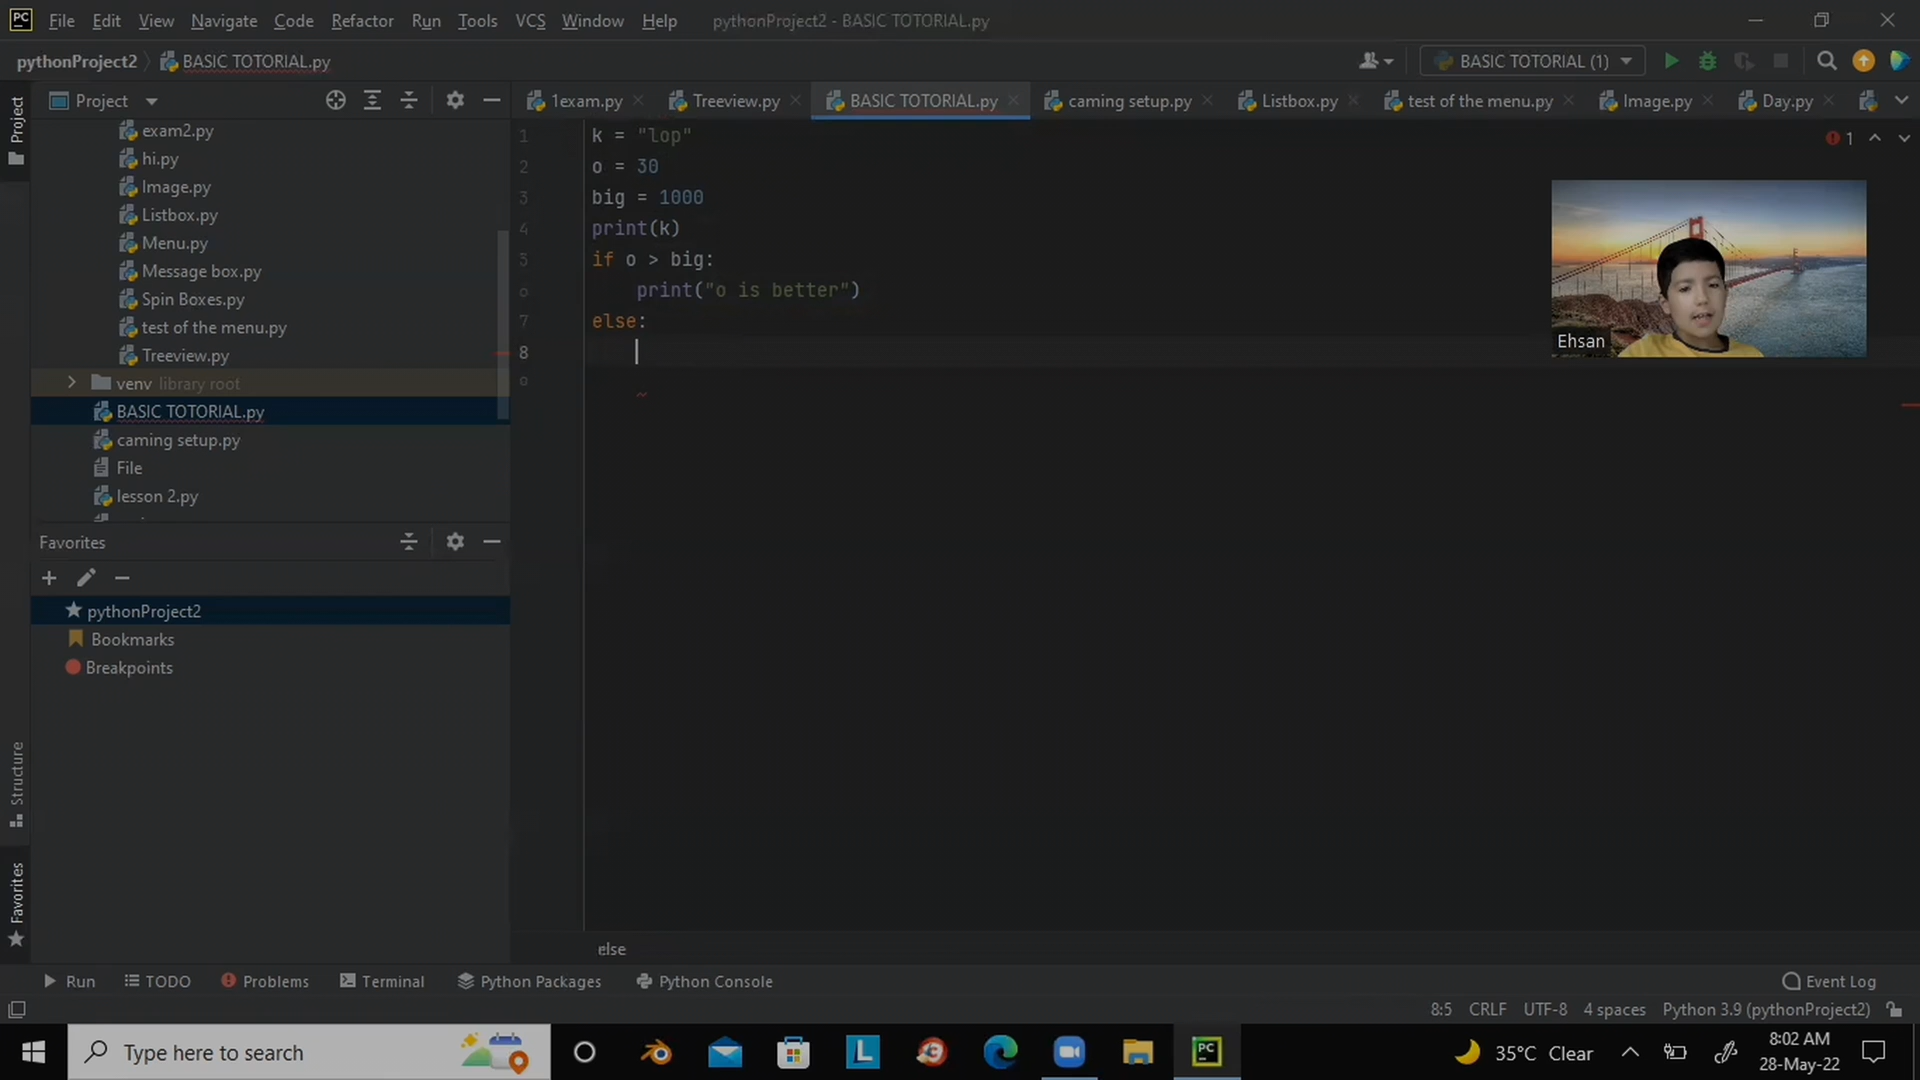 PC File Edit View Navigate Code Refactor Run Tools VCS Window Help pythonProject2 - BASIC TOTORIAL.py
pythonProject2 BASIC TOTORIAL.py BASIC TOTORIAL (1)
Project 1exam.py Treeview.py BASIC TOTORIAL.py caming setup.py Listbox.py test of the menu.py Image.py Day.py
Project
exam2.py
hi.py
Image.py
Listbox.py
Menu.py
Message box.py
Spin Boxes.py
test of the menu.py
Treeview.py
venv library root
BASIC TOTORIAL.py
caming setup.py
File
lesson 2.py
1 k = "lop"
2 o = 30
3 big = 1000
4 print(k)
5 if o > big:
print("o is better")
7 else:
8
1
Ehsan
Favorites
pythonProject2
Bookmarks
Breakpoints
Structure
Favorites
else
Run TODO Problems Terminal Python Packages Python Console Event Log
8:5 CRLF UTF-8 4 spaces Python 3.9 (pythonProject2)
Type here to search L PC 35°C Clear 8:02 AM
28-May-22